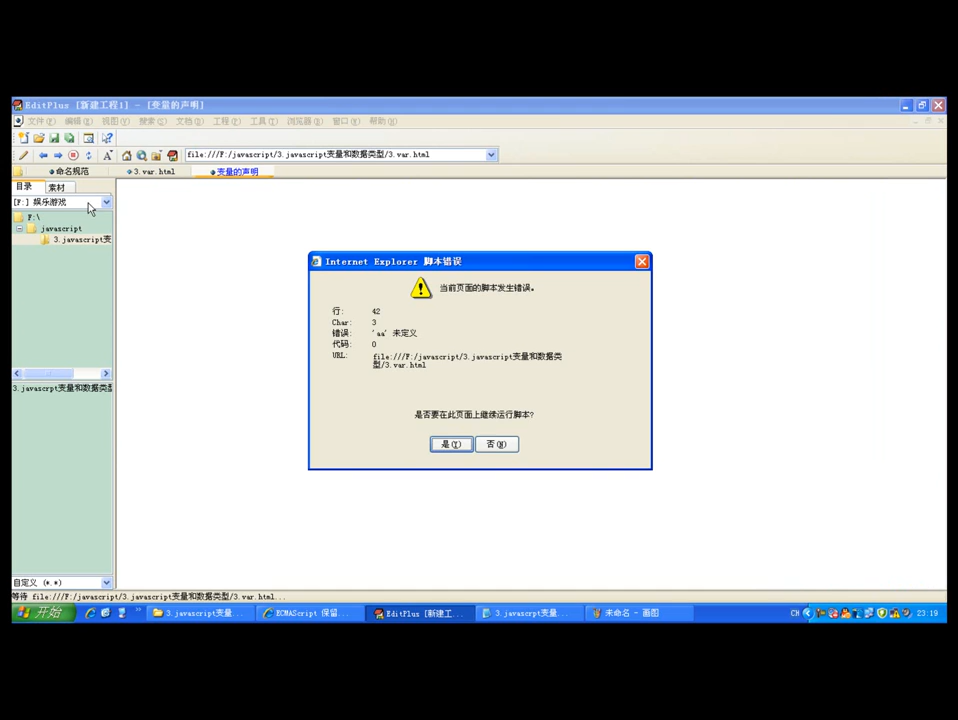 EditPlus [新建工程1] - [变量的声明]
文件(F) 编辑(E) 视图(V) 搜索(S) 文档(D) 工程(P) 工具(T) 浏览器(B) 窗口(W) 帮助(H)
file:///F:/javascript/3.javascript变量和数据类型/3.var.html
命名规范 3.var.html 变量的声明
目录 素材
[F:] 娱乐游戏
F:\
javascript
3.javascript变
Internet Explorer 脚本错误
当前页面的脚本发生错误。
行: 42
Char: 3
错误: 'aa' 未定义
代码: 0
URL: file:///F:/javascript/3.javascript变量和数据类
型/3.var.html
是否要在此页面上继续运行脚本?
是(Y) 否(N)
3.javascrpt变量和数据类型
自定义 (*.*)
等待 file:///F:/javascript/3.javascript变量和数据类型/3.var.html...
开始 3.javascript变量... ECMAScript 保留... EditPlus [新建工... 3.javascrpt变量... 未命名 - 画图 CH 23:19